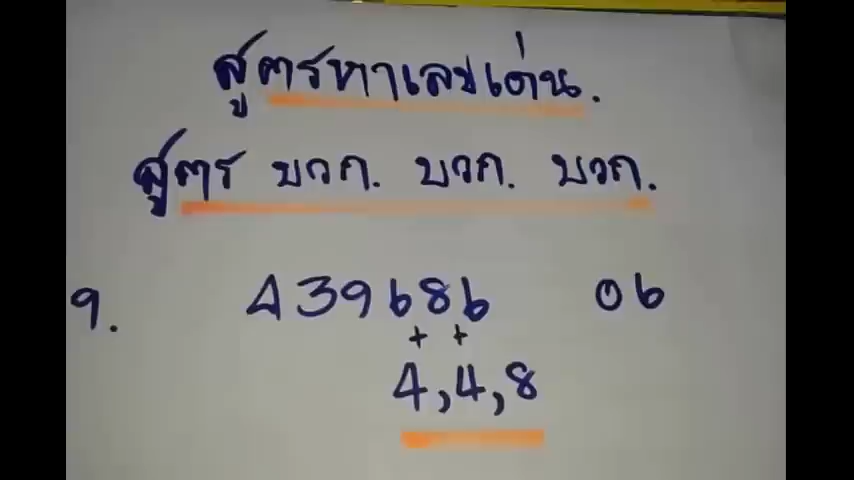 สูตรหาเลขเด่น.
สูตร บวก. บวก. บวก.
9. 439686 06
+ +
4,4,8